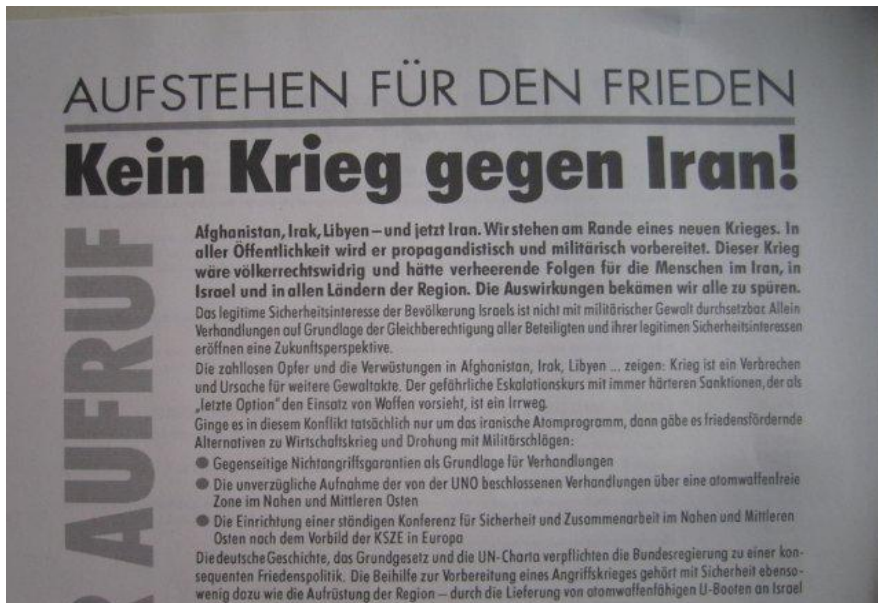 AUFSTEHEN FÜR DEN FRIEDEN
Kein Krieg gegen Iran!
Afghanistan, Irak, Libyen – und jetzt Iran. Wir stehen am Rande eines neuen Krieges. In
aller Öffentlichkeit wird er propagandistisch und militärisch vorbereitet. Dieser Krieg
wäre völkerrechtswidrig und hätte verheerende Folgen für die Menschen im Iran, in
Israel und in allen Ländern der Region. Die Auswirkungen bekämen wir alle zu spüren.
Das legitime Sicherheitsinteresse der Bevölkerung Israels ist nicht mit militärischer Gewalt durchsetzbar. Allein
Verhandlungen auf Grundlage der Gleichberechtigung aller Beteiligten und ihrer legitimen Sicherheitsinteressen
eröffnen eine Zukunftsperspektive.
Die zahllosen Opfer und die Verwüstungen in Afghanistan, Irak, Libyen ... zeigen: Krieg ist ein Verbrechen
und Ursache für weitere Gewaltakte. Der gefährliche Eskalationskurs mit immer härteren Sanktionen, der als
„letzte Option" den Einsatz von Waffen vorsieht, ist ein Irrweg.
Ginge es in diesem Konflikt tatsächlich nur um das iranische Atomprogramm, dann gäbe es friedensfördernde
Alternativen zu Wirtschaftskrieg und Drohung mit Militärschlägen:
● Gegenseitige Nichtangriffsgarantien als Grundlage für Verhandlungen
● Die unverzügliche Aufnahme der von der UNO beschlossenen Verhandlungen über eine atomwaffenfreie
Zone im Nahen und Mittleren Osten
● Die Einrichtung einer ständigen Konferenz für Sicherheit und Zusammenarbeit im Nahen und Mittleren
Osten nach dem Vorbild der KSZE in Europa
Die deutsche Geschichte, das Grundgesetz und die UN-Charta verpflichten die Bundesregierung zu einer kon-
sequenten Friedenspolitik. Die Beihilfe zur Vorbereitung eines Angriffskrieges gehört mit Sicherheit ebenso-
wenig dazu wie die Aufrüstung der Region – durch die Lieferung von atomwaffenfähigen U-Booten an Israel
R AUFRUF